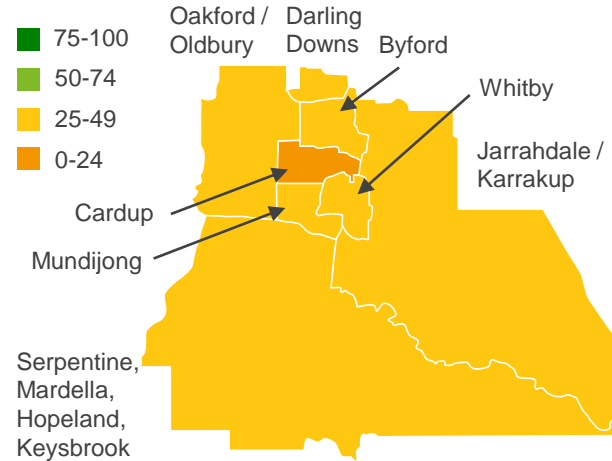 75-100
50-74
25-49
0-24
Oakford /
Oldbury
Darling
Downs
Byford
Whitby
Jarrahdale /
Karrakup
Cardup
Mundijong
Serpentine,
Mardella,
Hopeland,
Keysbrook